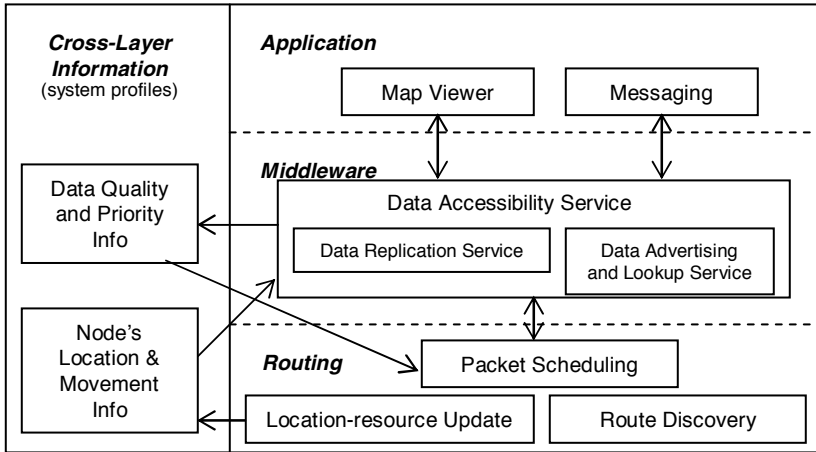 Cross-Layer
Information
(system profiles)
Data Quality
and Priority
Info
Node's
Location &
Movement
Info
Application
Map Viewer
Messaging
Middleware
Data Accessibility Service
Data Replication Service
Data Advertising
and Lookup Service
Routing
Packet Scheduling
Location-resource Update
Route Discovery